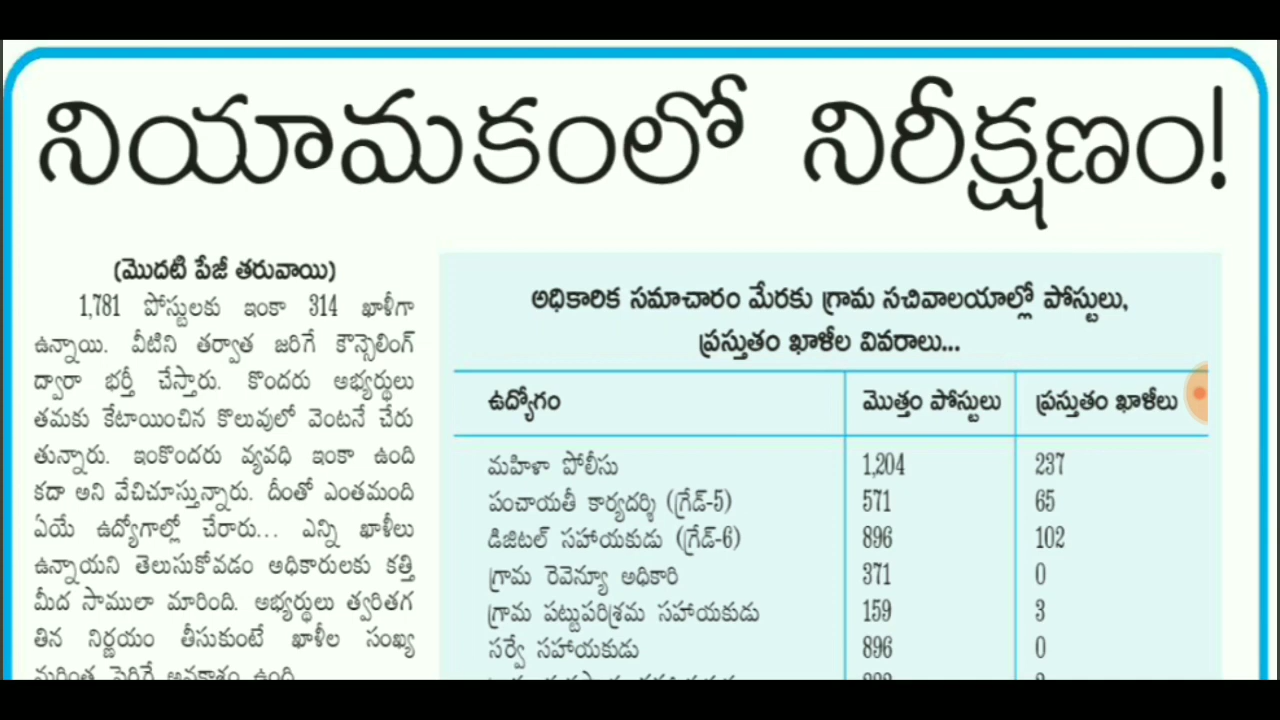 నియామకంలో నిరీక్షణం!
(మొదటి పేజీ తరువాయి)
1,781 పోస్టులకు ఇంకా 314 ఖాళీగా
ఉన్నాయి. వీటిని తర్వాత జరిగే కౌన్సెలింగ్
ద్వారా భర్తీ చేస్తారు. కొందరు అభ్యర్థులు
తమకు కేటాయించిన కొలువులో వెంటనే చేరు
తున్నారు. ఇంకొందరు వ్యవధి ఇంకా ఉంది
కదా అని వేచిచూస్తున్నారు. దీంతో ఎంతమంది
ఏయే ఉద్యోగాల్లో చేరారు... ఎన్ని ఖాళీలు
ఉన్నాయని తెలుసుకోవడం అధికారులకు కత్తి
మీద సాములా మారింది. అభ్యర్థులు త్వరితగ
తిన నిర్ణయం తీసుకుంటే ఖాళీల సంఖ్య
మరింత పెరిగే అవకాశం ఉంది.
అధికారిక సమాచారం మేరకు గ్రామ సచివాలయాల్లో పోస్టులు,
ప్రస్తుతం ఖాళీల వివరాలు...
ఉద్యోగం మొత్తం పోస్టులు ప్రస్తుతం ఖాళీలు
మహిళా పోలీసు 1,204 237
పంచాయతీ కార్యదర్శి (గ్రేడ్-5) 571 65
డిజిటల్ సహాయకుడు (గ్రేడ్-6) 896 102
గ్రామ రెవెన్యూ అధికారి 371 0
గ్రామ పట్టుపరిశ్రమ సహాయకుడు 159 3
సర్వే సహాయకుడు 896 0